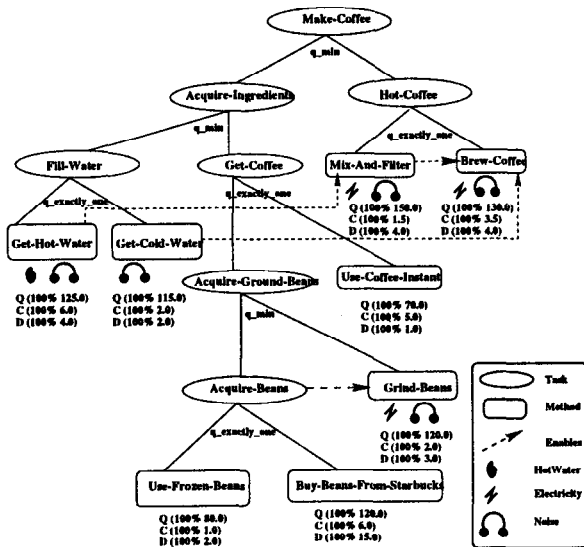 Make-Coffee
q_min
Acquire-Ingredients
Hot-Coffee
q_min
q_exactly_one
Fill-Water
Get-Coffee
Mix-And-Filter
Brew-Coffee
q_exactly_one
q_exactly_one
Q (100% 150.0)
C (100% 1.5)
D (100% 4.0)
Q (100% 130.0)
C (100% 3.5)
D (100% 4.0)
Get-Hot-Water
Get-Cold-Water
Q (100% 125.0)
C (100% 6.0)
D (100% 4.0)
Q (100% 115.0)
C (100% 2.0)
D (100% 2.0)
Acquire-Ground-Beans
Use-Coffee-Instant
q_min
Q (100% 70.0)
C (100% 5.0)
D (100% 1.0)
Acquire-Beans
Grind-Beans
q_exactly_one
Q (100% 120.0)
C (100% 2.0)
D (100% 3.0)
Use-Frozen-Beans
Buy-Beans-From-Starbucks
Q (100% 80.0)
C (100% 1.0)
D (100% 2.0)
Q (100% 120.0)
C (100% 6.0)
D (100% 15.0)
Task
Method
Enables
HotWater
Electricity
Noise